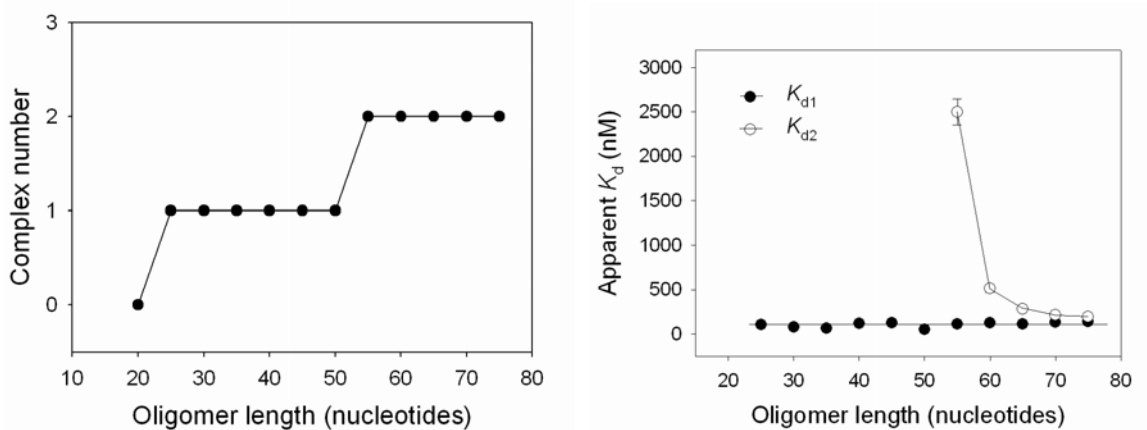 Complex number
3
2
1
0
10 20 30 40 50 60 70 80
Oligomer length (nucleotides)
Apparent Kd (nM)
3000
2500
2000
1500
1000
500
0
Kd1
Kd2
20 30 40 50 60 70 80
Oligomer length (nucleotides)